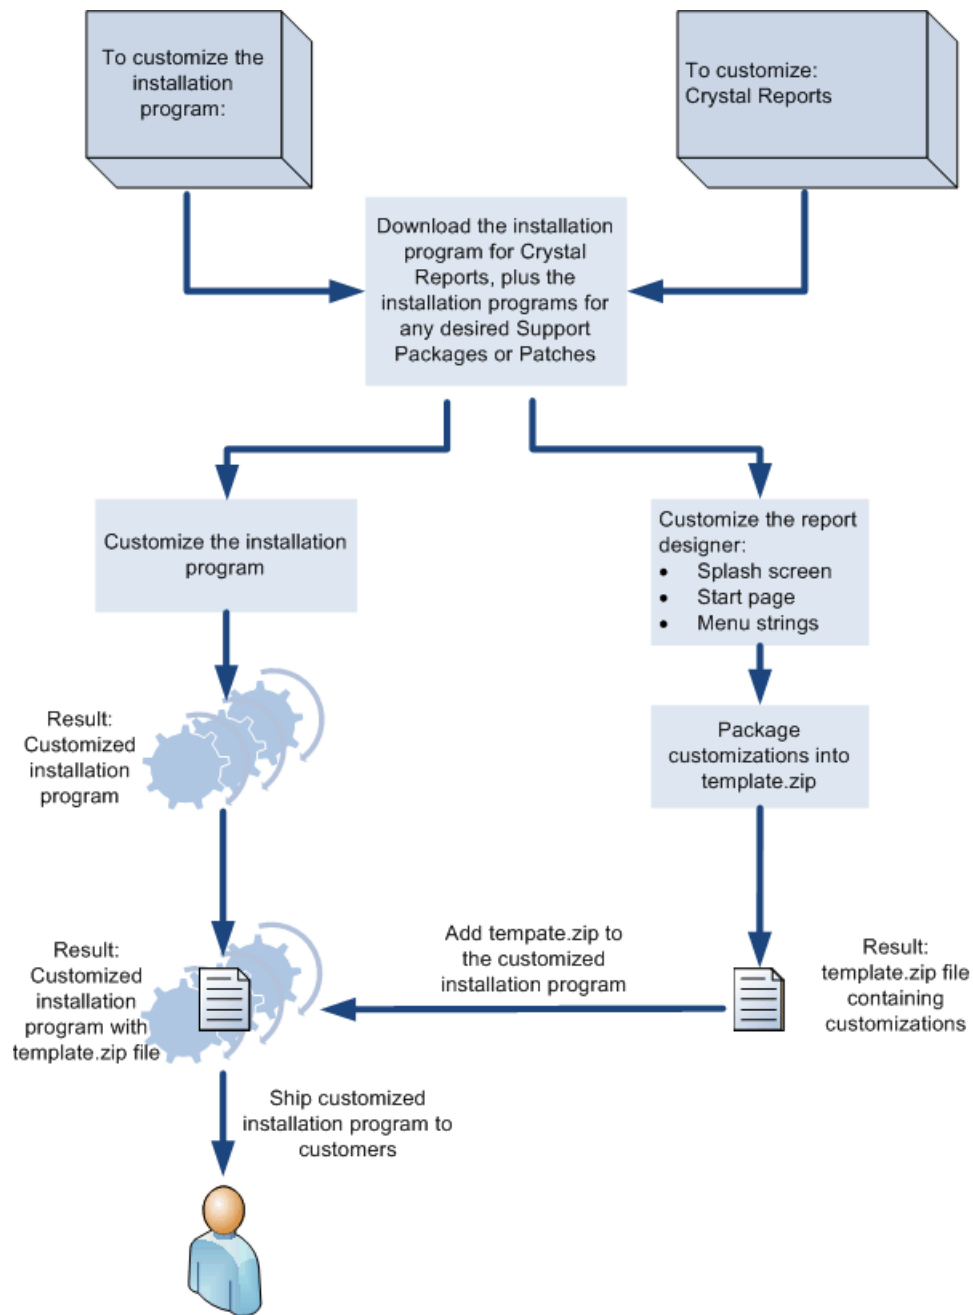 To customize the
installation
program:
To customize:
Crystal Reports
Download the installation
program for Crystal
Reports, plus the
installation programs for
any desired Support
Packages or Patches
Customize the installation
program
Customize the report
designer:
• Splash screen
• Start page
• Menu strings
Result:
Customized
installation
program
Package
customizations into
template.zip
Result:
Customized
installation
program with
template.zip file
Add tempate.zip to
the customized
installation program
Result:
template.zip file
containing
customizations
Ship customized
installation program to
customers